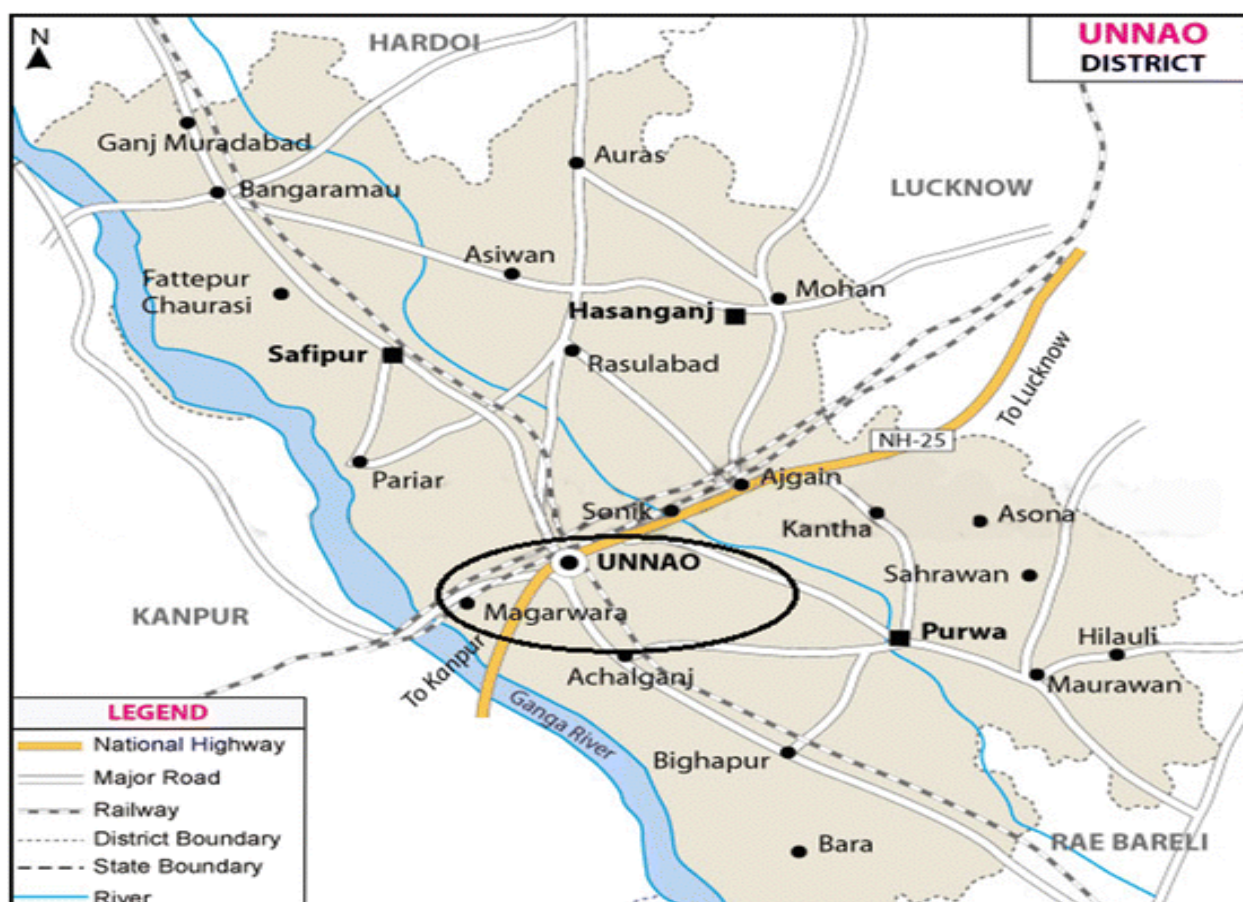 UNNAO
DISTRICT
N
HARDOI
Ganj Muradabad
Auras
Bangaramau
LUCKNOW
Asiwan
Fattepur
Chaurasi
Mohan
Hasanganj
Safipur
Rasulabad
To Lucknow
NH-25
Pariar
Ajgain
Sonik
Asona
Kantha
UNNAO
Sahrawan
KANPUR
Magarwara
Purwa
Hilauli
To Kanpur
Achalganj
Maurawan
Ganga River
Bighapur
Bara
RAE BARELI
LEGEND
National Highway
Major Road
Railway
District Boundary
State Boundary
River